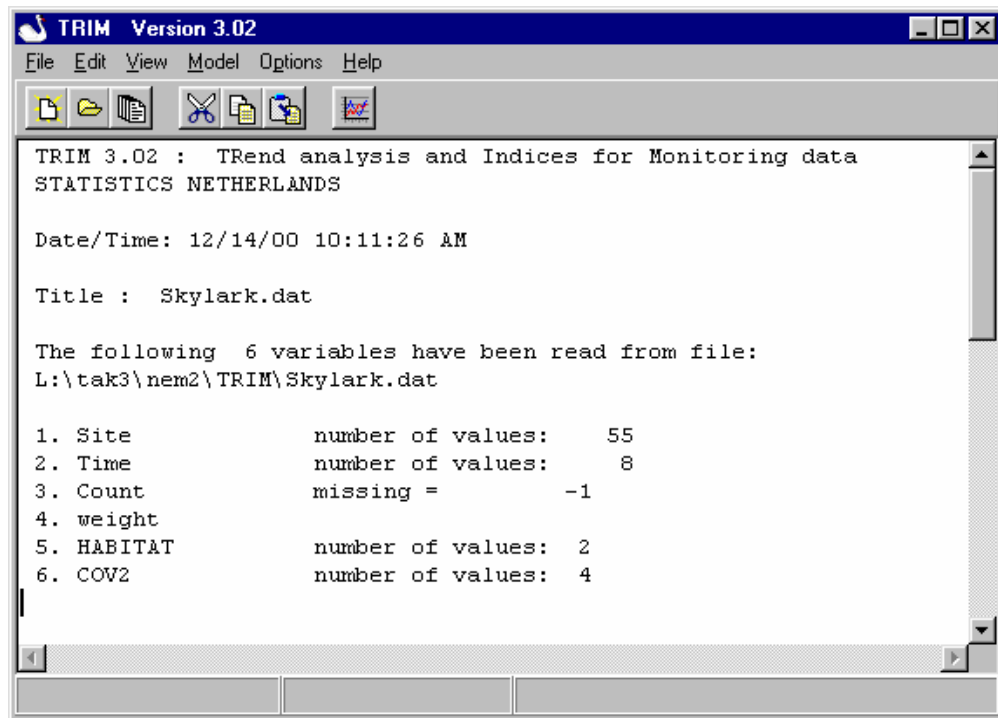 TRIM Version 3.02
File Edit View Model Options Help
TRIM 3.02 : TRend analysis and Indices for Monitoring data
STATISTICS NETHERLANDS
Date/Time: 12/14/00 10:11:26 AM
Title : Skylark.dat
The following 6 variables have been read from file:
L:\tak3\nem2\TRIM\Skylark.dat
1. Site number of values: 55
2. Time number of values: 8
3. Count missing = -1
4. weight
5. HABITAT number of values: 2
6. COV2 number of values: 4